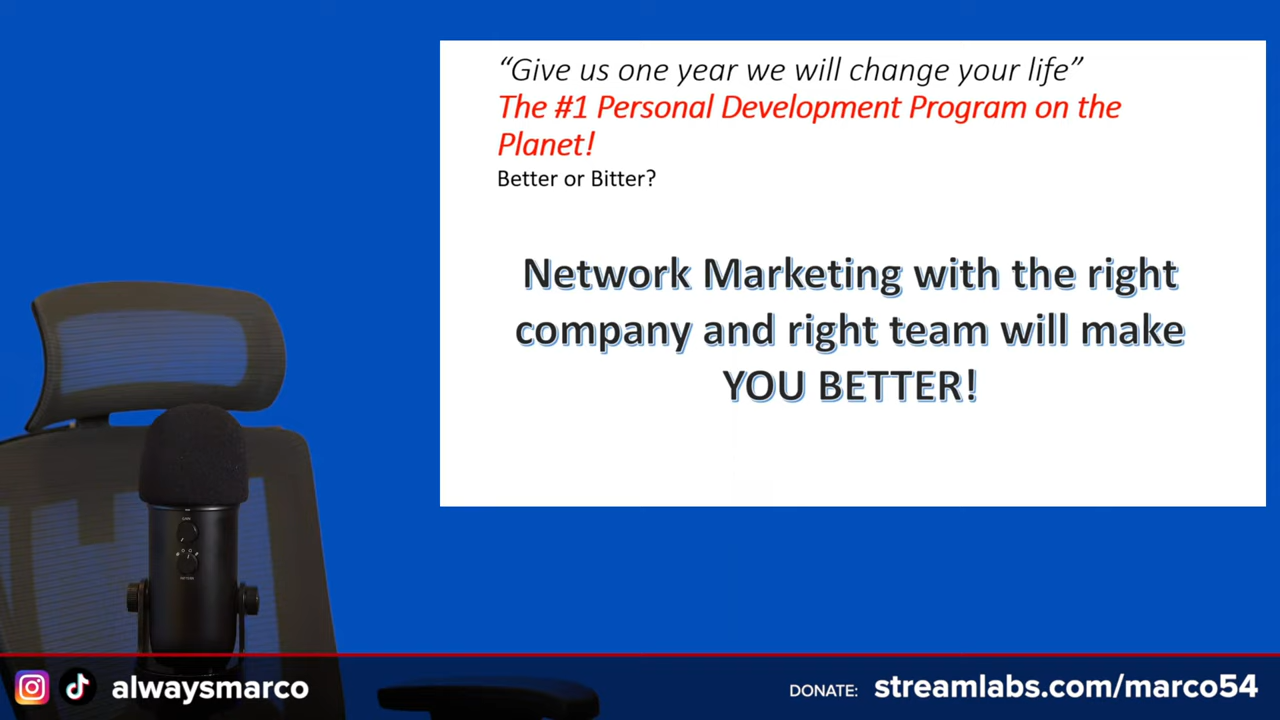 “Give us one year we will change your life”
The #1 Personal Development Program on the
Planet!
Better or Bitter?
Network Marketing with the right
company and right team will make
YOU BETTER!
alwaysmarco
DONATE: streamlabs.com/marco54